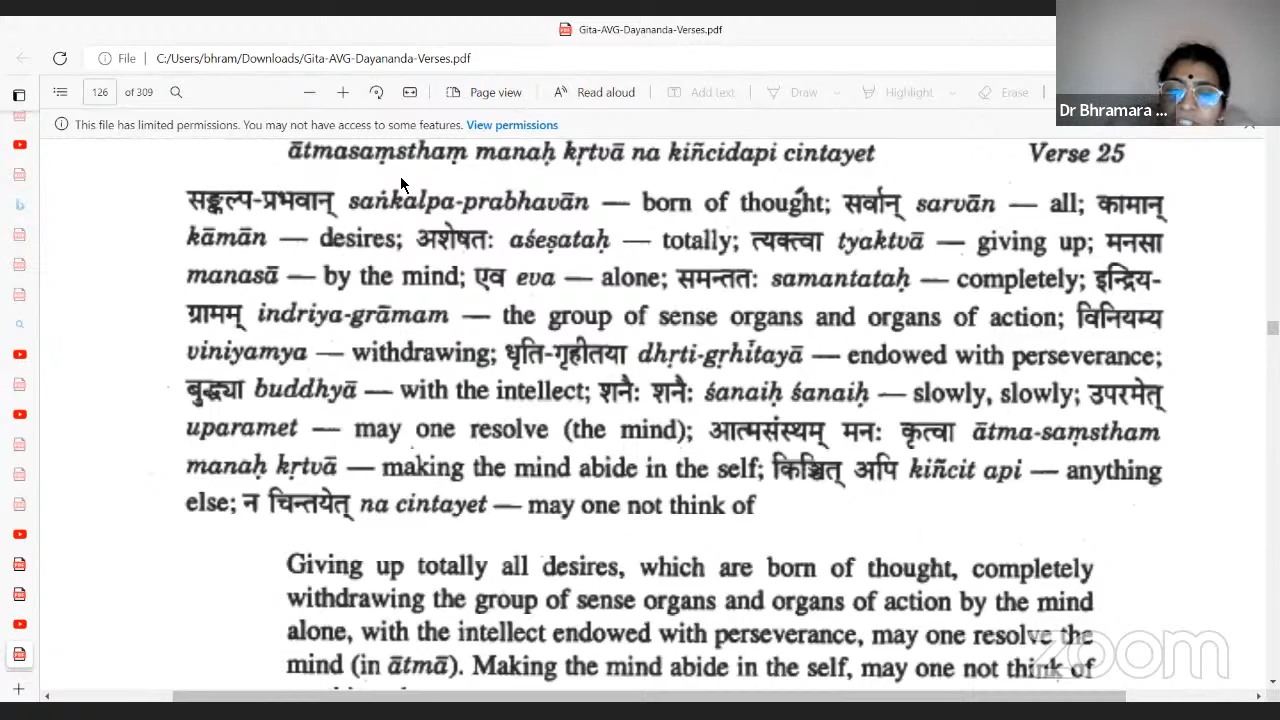 Gita-AVG-Dayananda-Verses.pdf
File C:/Users/bhram/Downloads/Gita-AVG-Dayananda-Verses.pdf
126 of 309 Page view Read aloud Add text Draw Highlight Erase
Dr Bhramara ...
This file has limited permissions. You may not have access to some features. View permissions
ātmasaṃstham manaḥ kṛtvā na kiñcidapi cintayet Verse 25
सङ्कल्प-प्रभवान् saṅkalpa-prabhavān — born of thought; सर्वान् sarvān — all; कामान्
kāmān — desires; अशेषतः aśeṣataḥ — totally; त्यक्त्वा tyaktvā — giving up; मनसा
manasā — by the mind; एव eva — alone; समन्ततः samantataḥ — completely; इन्द्रिय-
ग्रामम् indriya-grāmam — the group of sense organs and organs of action; विनियम्य
viniyamya — withdrawing; धृति-गृहीतया dhṛti-gṛhītayā — endowed with perseverance;
बुद्ध्या buddhyā — with the intellect; शनैः शनैः śanaiḥ śanaiḥ — slowly, slowly; उपरमेत्
uparamet — may one resolve (the mind); आत्मसंस्थम् मनः कृत्वा ātma-saṃstham
manaḥ kṛtvā — making the mind abide in the self; किञ्चित् अपि kiñcit api — anything
else; न चिन्तयेत् na cintayet — may one not think of
Giving up totally all desires, which are born of thought, completely
withdrawing the group of sense organs and organs of action by the mind
alone, with the intellect endowed with perseverance, may one resolve the
mind (in ātmā). Making the mind abide in the self, may one not think of
zoom